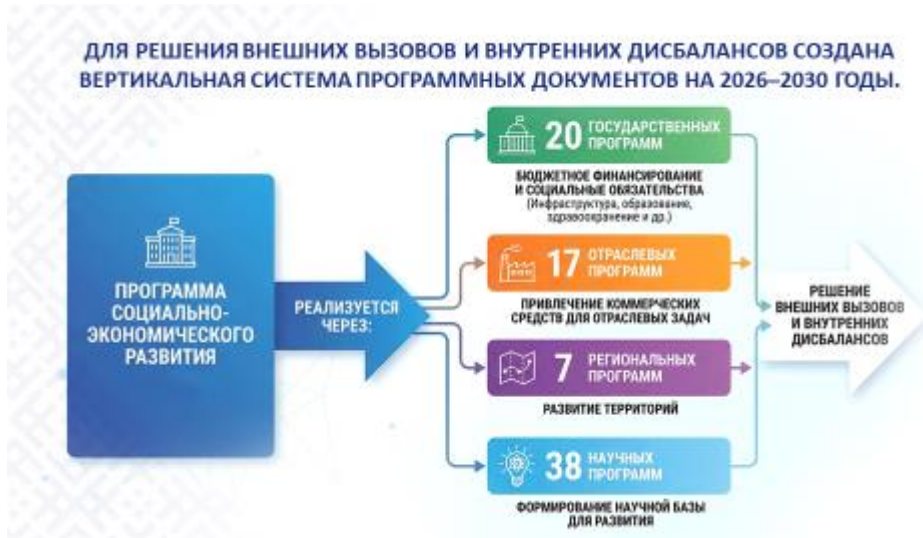 ДЛЯ РЕШЕНИЯ ВНЕШНИХ ВЫЗОВОВ И ВНУТРЕННИХ ДИСБАЛАНСОВ СОЗДАНА
ВЕРТИКАЛЬНАЯ СИСТЕМА ПРОГРАММНЫХ ДОКУМЕНТОВ НА 2026–2030 ГОДЫ.
ПРОГРАММА
СОЦИАЛЬНО-
ЭКОНОМИЧЕСКОГО
РАЗВИТИЯ
РЕАЛИЗУЕТСЯ
ЧЕРЕЗ:
20 ГОСУДАРСТВЕННЫХ
ПРОГРАММ
БЮДЖЕТНОЕ ФИНАНСИРОВАНИЕ
И СОЦИАЛЬНЫЕ ОБЯЗАТЕЛЬСТВА
(Инфраструктура, образование,
здравоохранение и др.)
17 ОТРАСЛЕВЫХ
ПРОГРАММ
ПРИВЛЕЧЕНИЕ КОММЕРЧЕСКИХ
СРЕДСТВ ДЛЯ ОТРАСЛЕВЫХ ЗАДАЧ
7 РЕГИОНАЛЬНЫХ
ПРОГРАММ
РАЗВИТИЕ ТЕРРИТОРИЙ
38 НАУЧНЫХ
ПРОГРАММ
ФОРМИРОВАНИЕ НАУЧНОЙ БАЗЫ
ДЛЯ РАЗВИТИЯ
РЕШЕНИЕ
ВНЕШНИХ ВЫЗОВОВ
И ВНУТРЕННИХ
ДИСБАЛАНСОВ